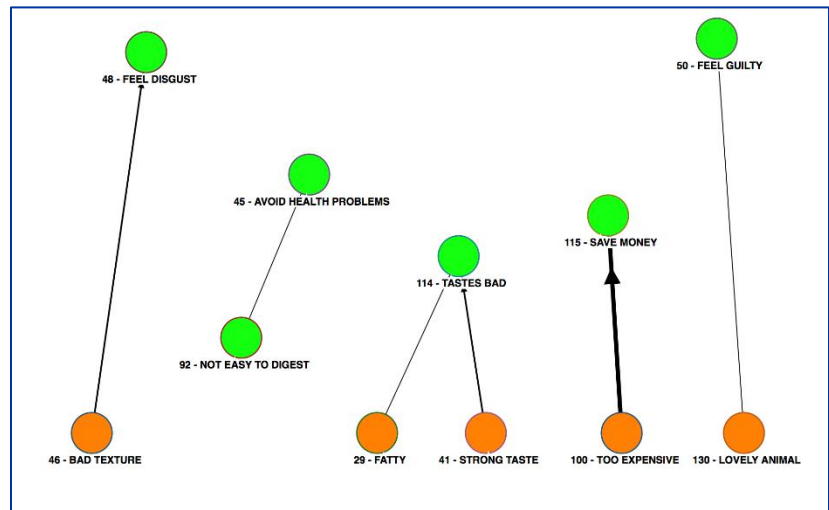 50 - FEEL GUILTY
48 - FEEL DISGUST
45 - AVOID HEALTH PROBLEMS
115 - SAVE MONEY
114 - TASTES BAD
92 - NOT EASY TO DIGEST
46 - BAD TEXTURE
29 - FATTY
41 - STRONG TASTE
100 - TOO EXPENSIVE
130 - LOVELY ANIMAL